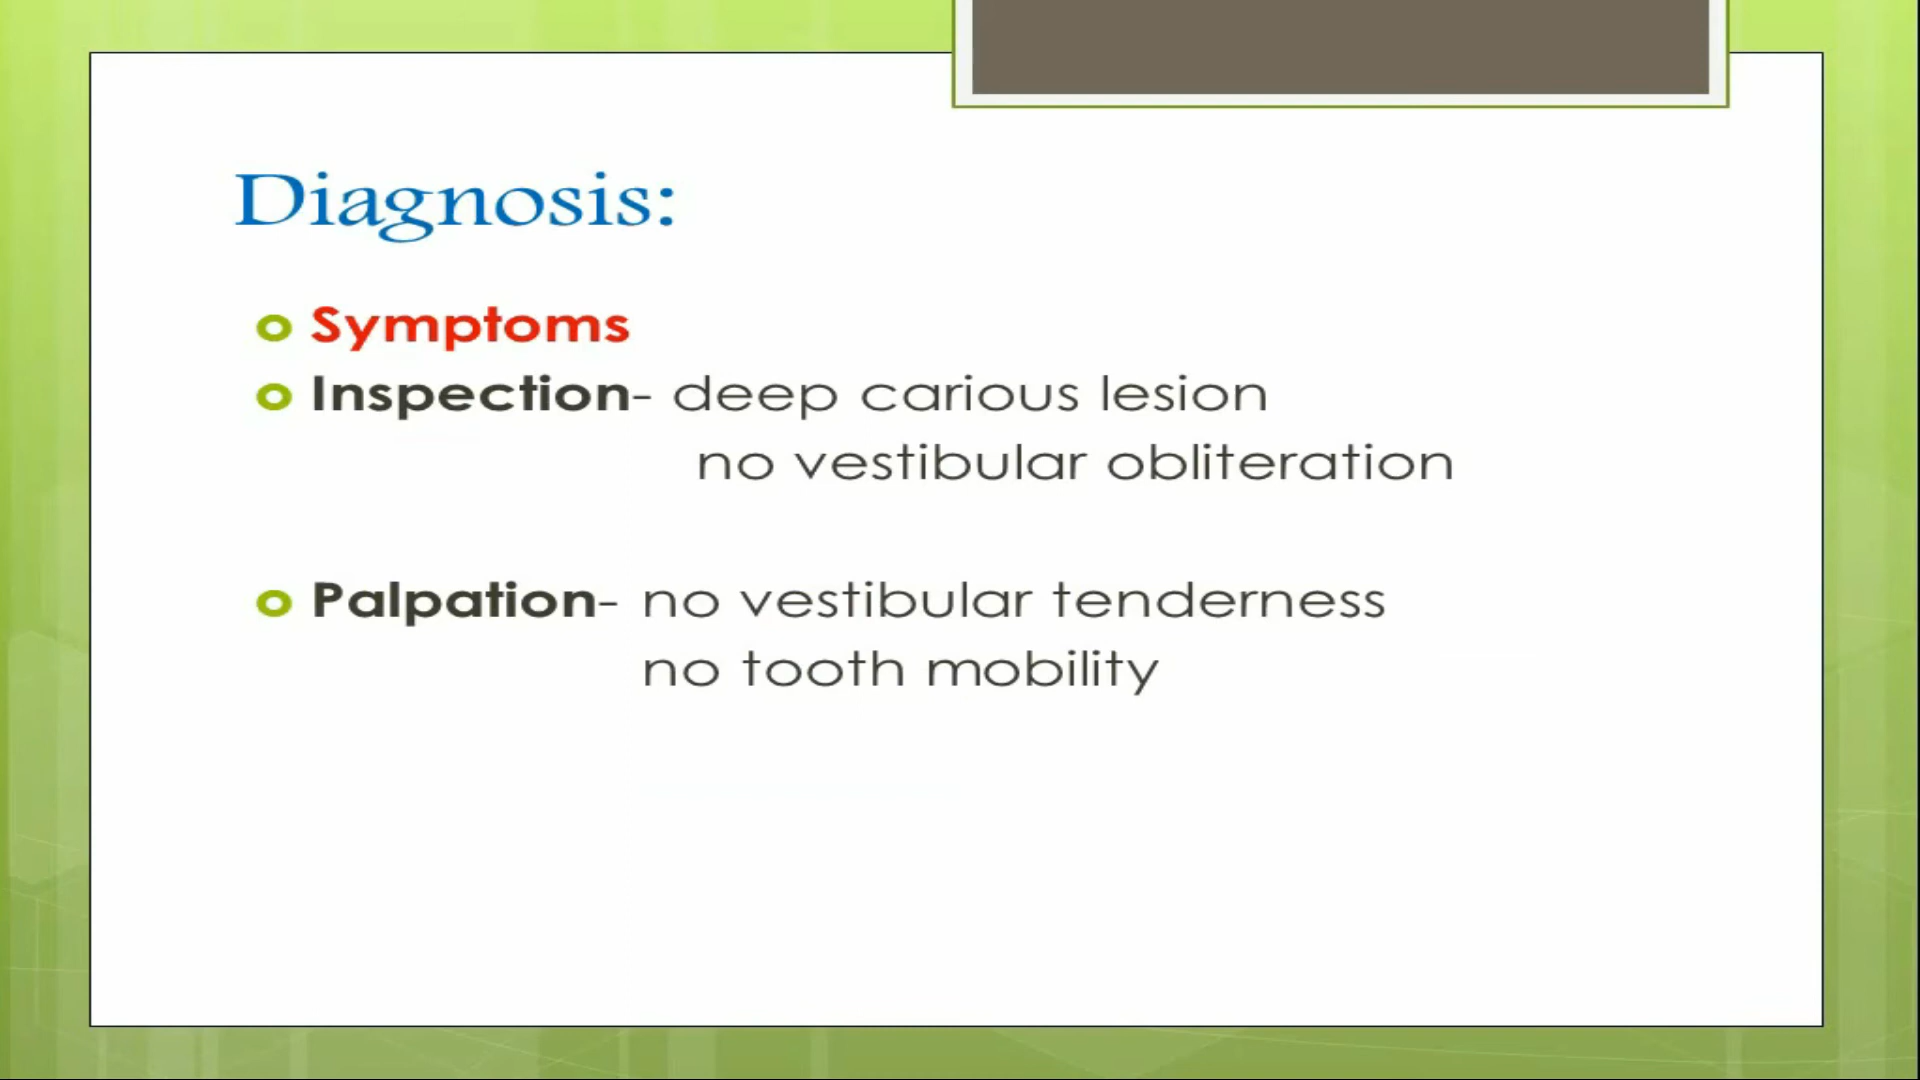 Diagnosis:
Symptoms
Inspection- deep carious lesion
no vestibular obliteration
Palpation- no vestibular tenderness
no tooth mobility